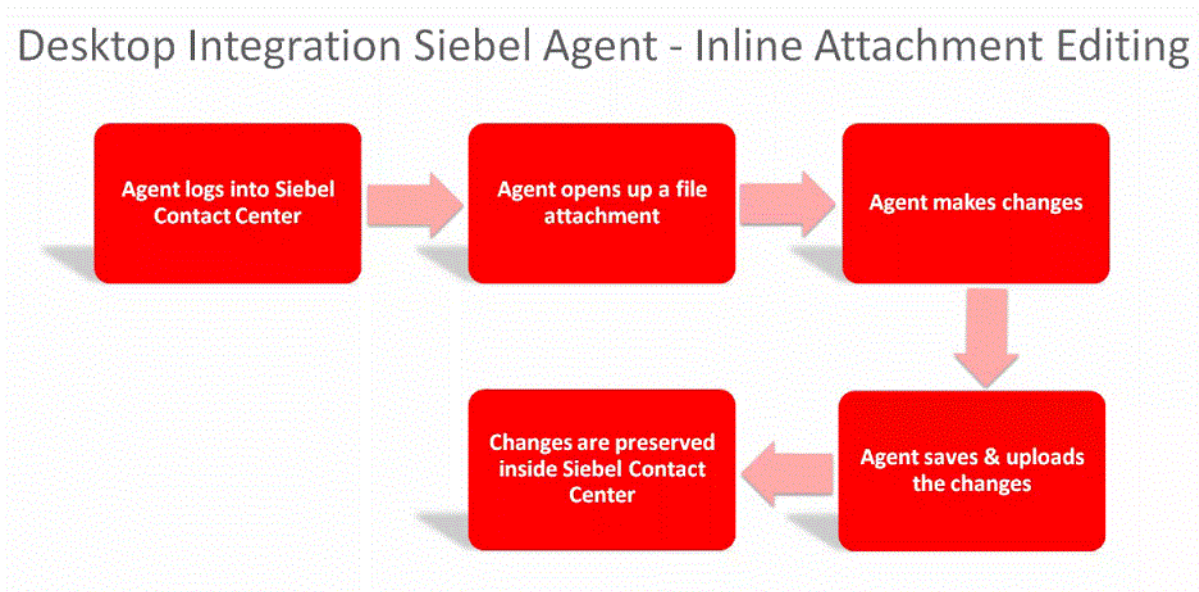 Desktop Integration Siebel Agent - Inline Attachment Editing
Agent logs into Siebel
Contact Center
Agent opens up a file
attachment
Agent makes changes
Agent saves & uploads
the changes
Changes are preserved
inside Siebel Contact
Center